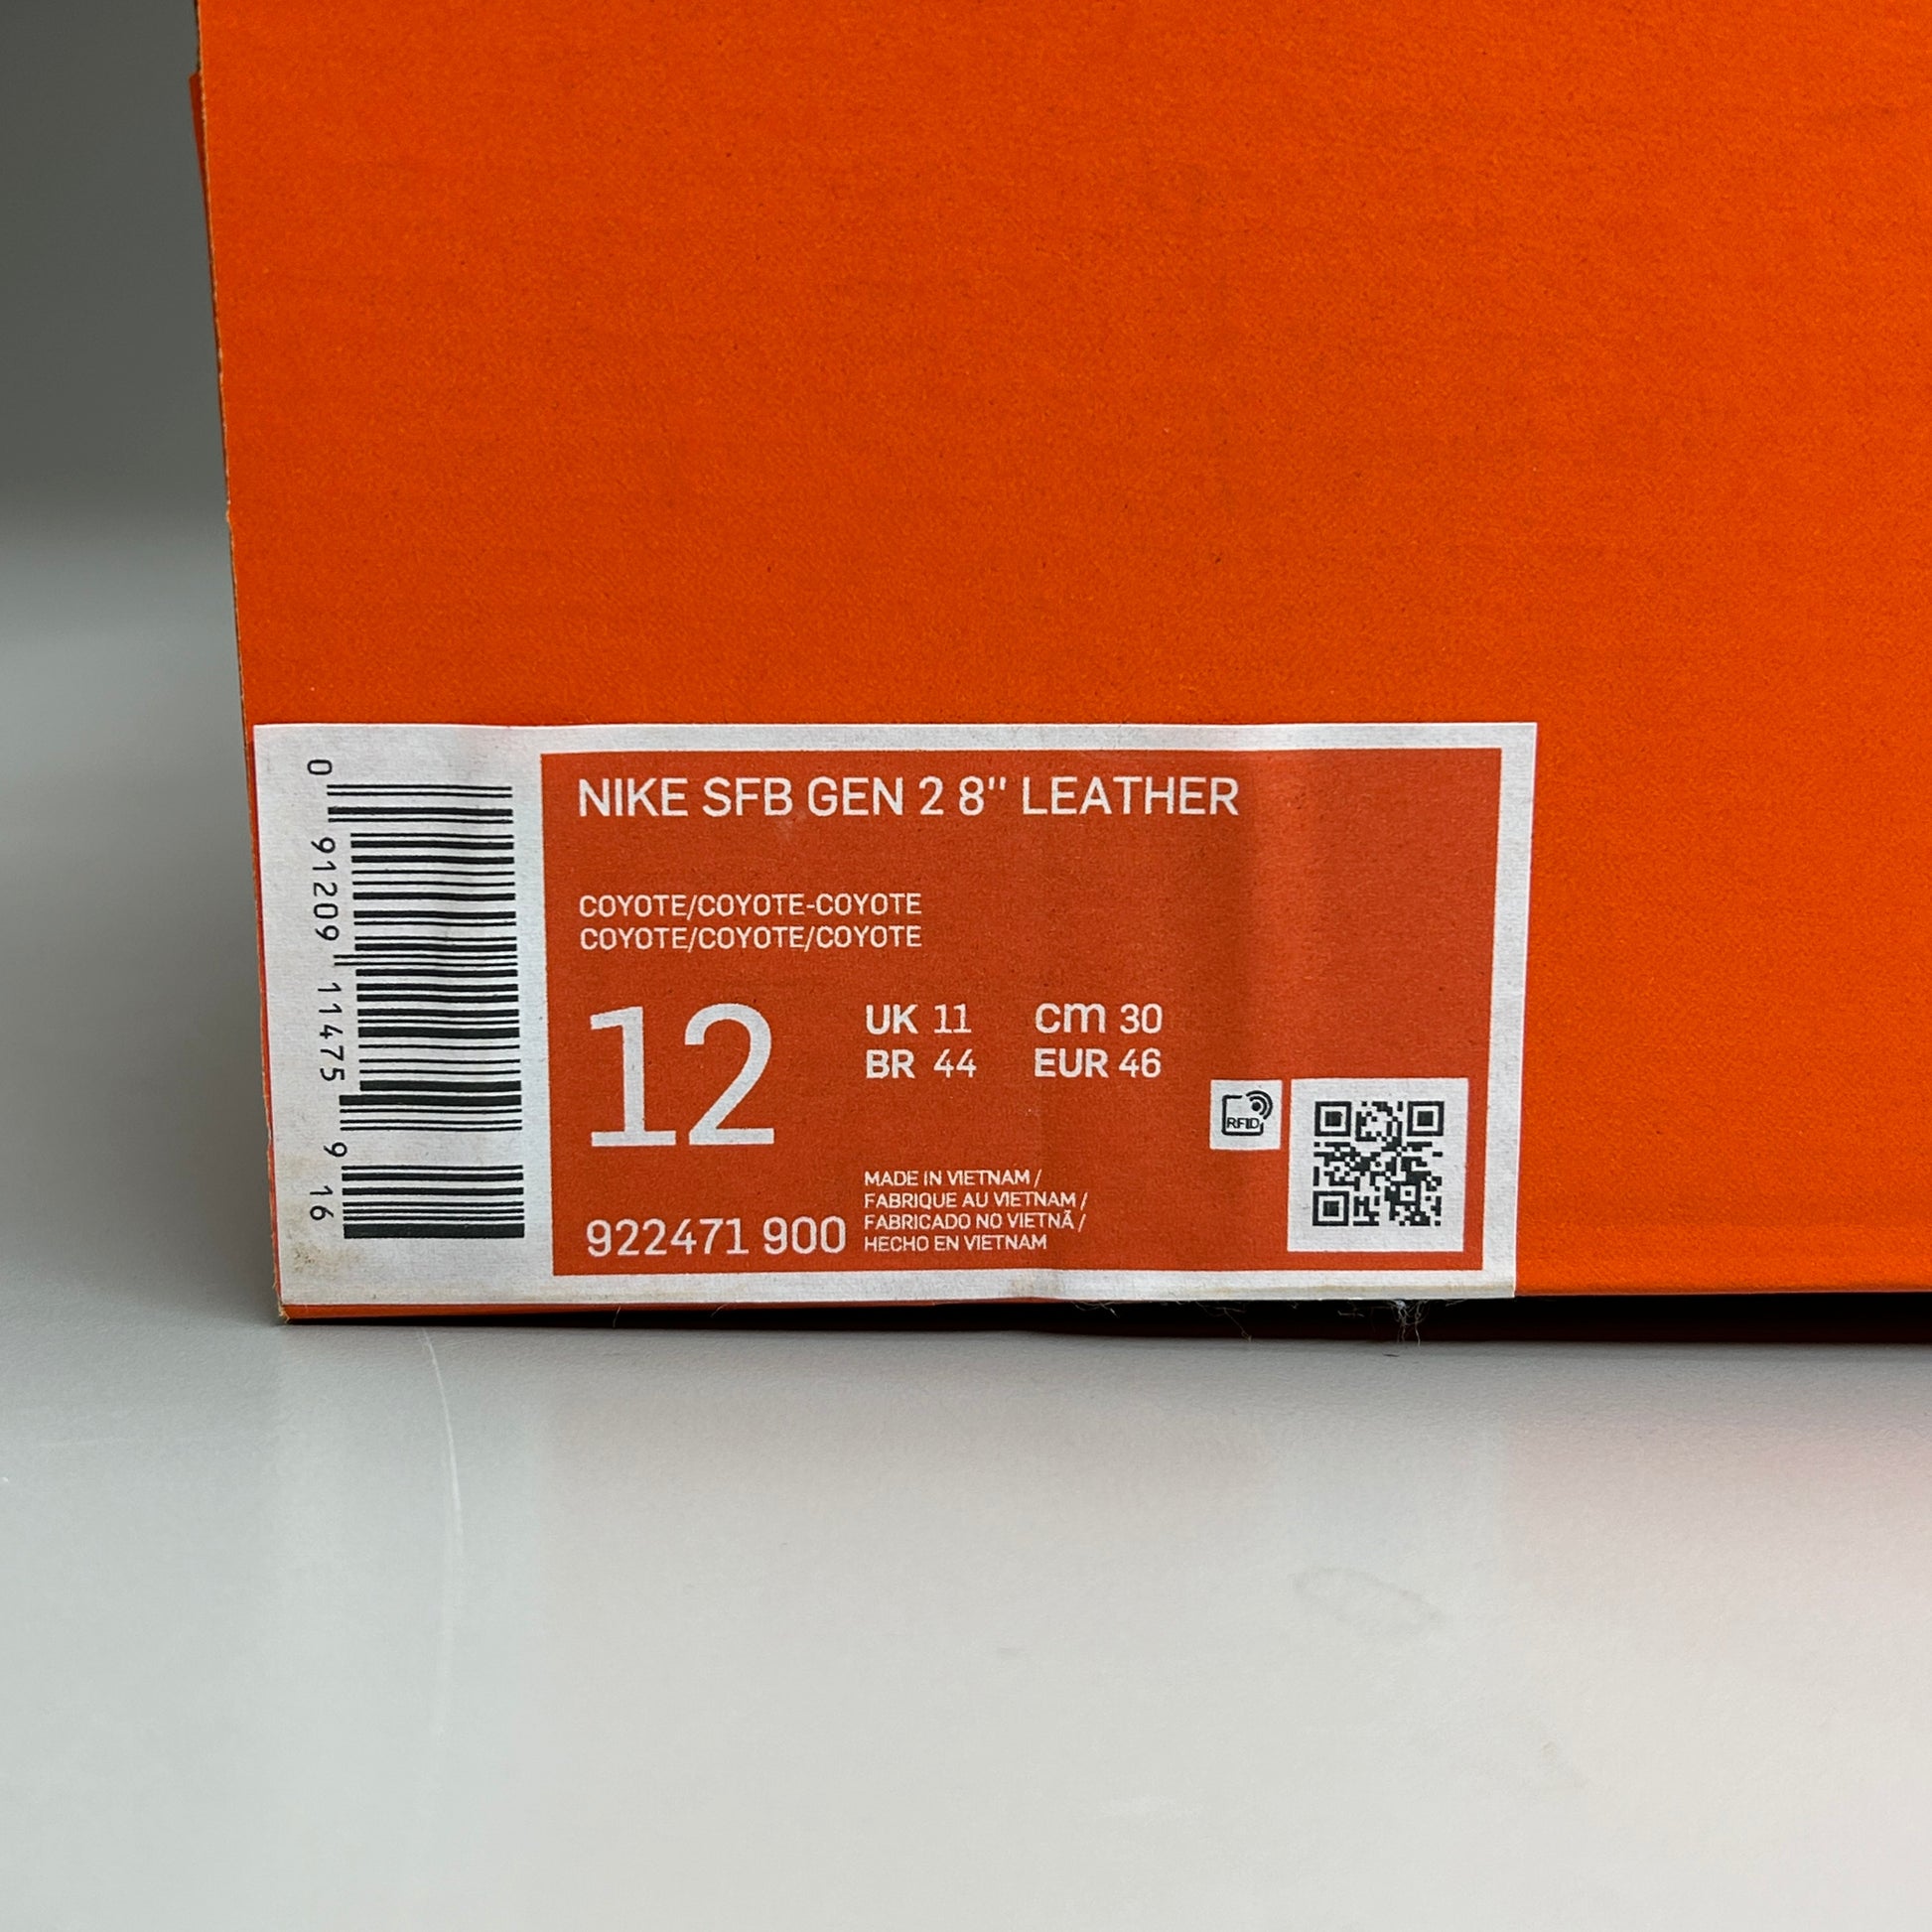 NIKE SFB GEN 2 8" LEATHER
COYOTE/COYOTE-COYOTE
COYOTE/COYOTE/COYOTE
12
UK 11 cm 30
BR 44 EUR 46
RFID
922471 900
MADE IN VIETNAM /
FABRIQUE AU VIETNAM /
FABRICADO NO VIETNÃ /
HECHO EN VIETNAM
0 91209 11475 9 16